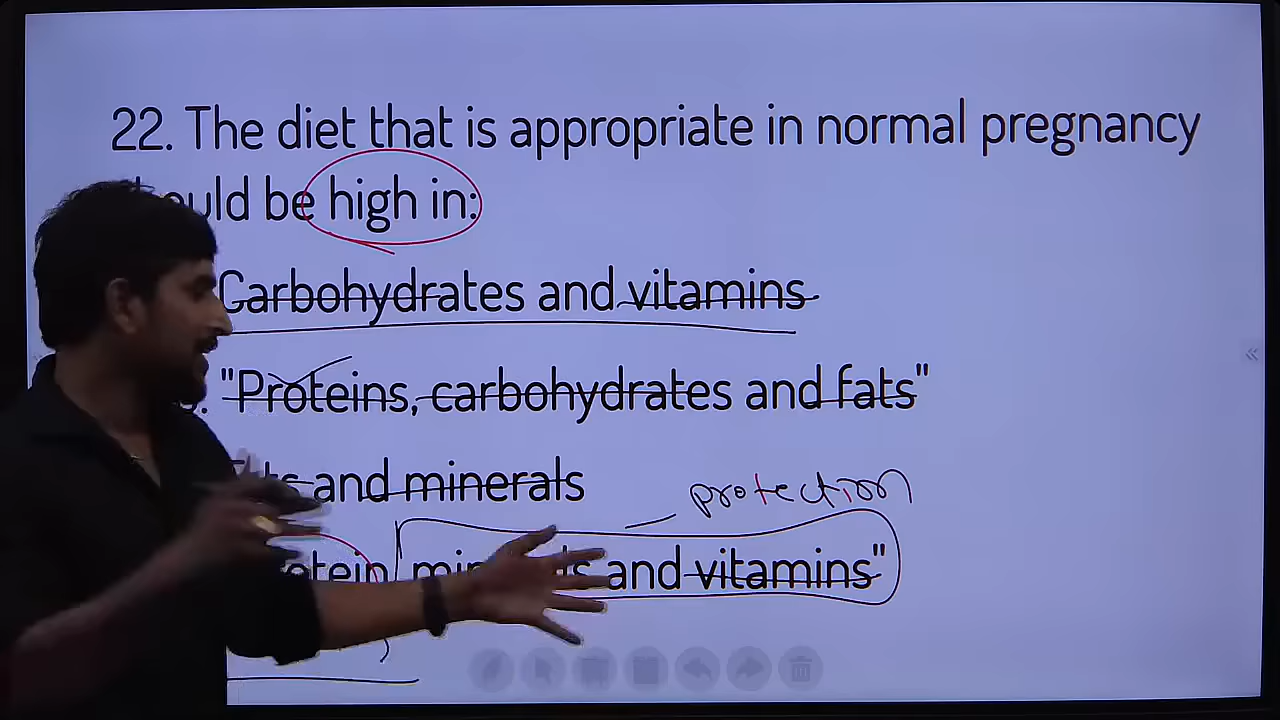 22. The diet that is appropriate in normal pregnancy
be high in:
Carbohydrates and vitamins
"Proteins, carbohydrates and fats"
and minerals
protection
and vitamins"